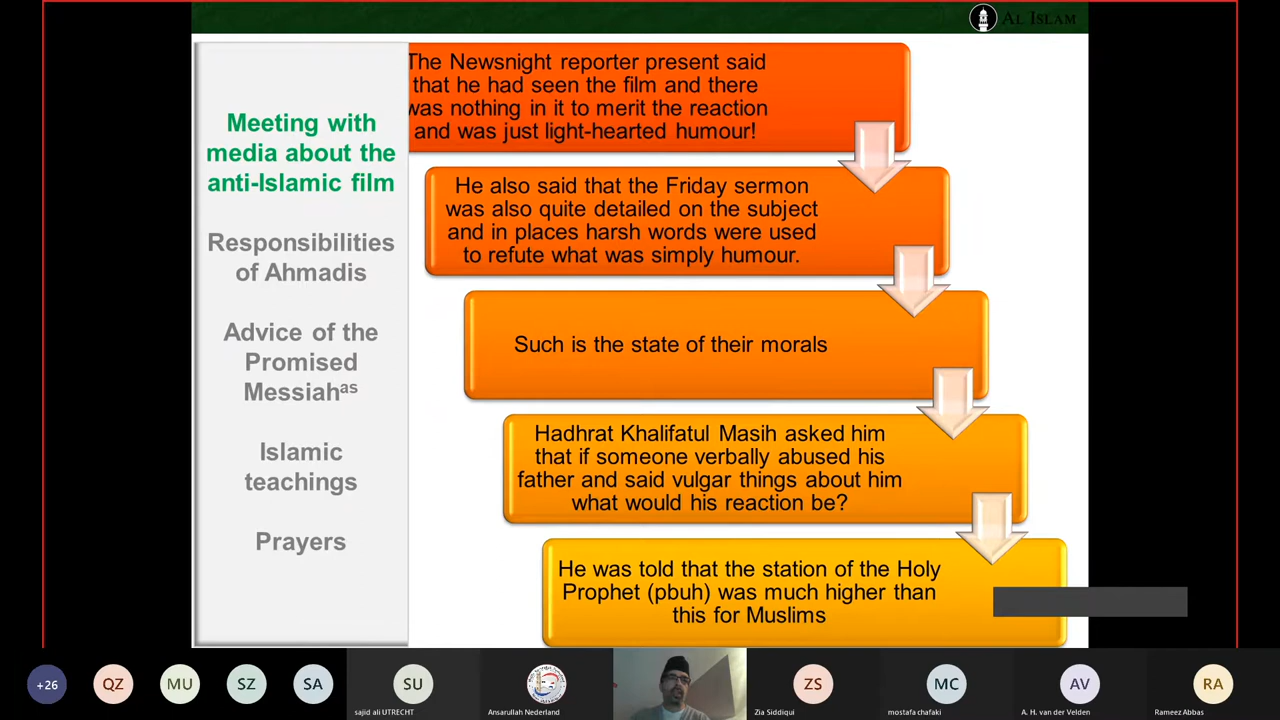 AL ISLAM
Meeting with
media about the
anti-Islamic film
Responsibilities
of Ahmadis
Advice of the
Promised
Messiahas
Islamic
teachings
Prayers
The Newsnight reporter present said
that he had seen the film and there
was nothing in it to merit the reaction
and was just light-hearted humour!
He also said that the Friday sermon
was also quite detailed on the subject
and in places harsh words were used
to refute what was simply humour.
Such is the state of their morals
Hadhrat Khalifatul Masih asked him
that if someone verbally abused his
father and said vulgar things about him
what would his reaction be?
He was told that the station of the Holy
Prophet (pbuh) was much higher than
this for Muslims
+26
QZ
MU
SZ
SA
SU
sajid ali UTRECHT
Ansarullah Nederland
ZS
Zia Siddiqui
MC
mostafa chafaki
AV
A. H. van der Velden
RA
Rameez Abbas